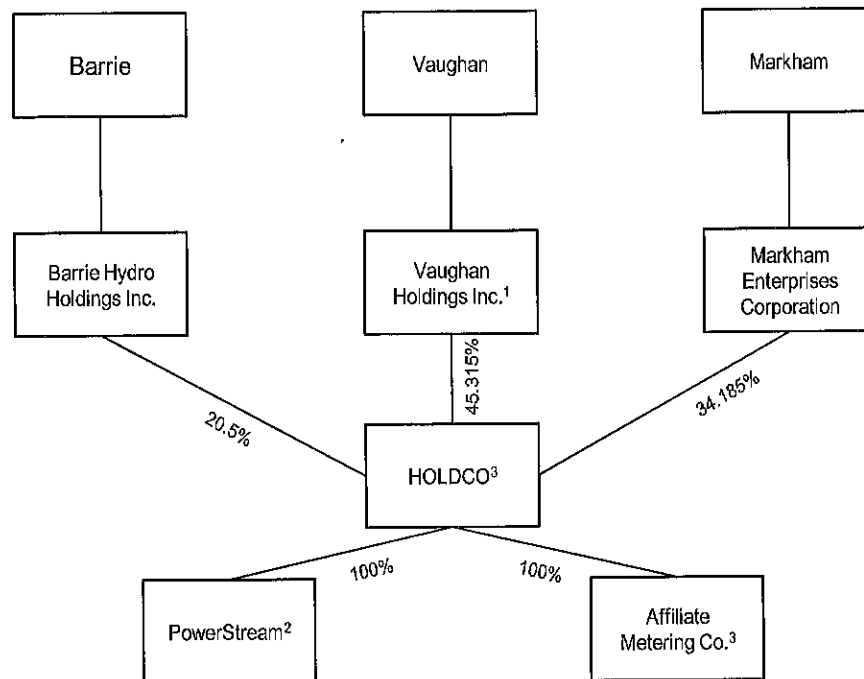 Barrie
Vaughan
Markham
Barrie Hydro
Holdings Inc.
Vaughan
Holdings Inc.¹
Markham
Enterprises
Corporation
20.5%
45.315%
34.185%
HOLDCO³
100%
100%
PowerStream²
Affiliate
Metering Co.³